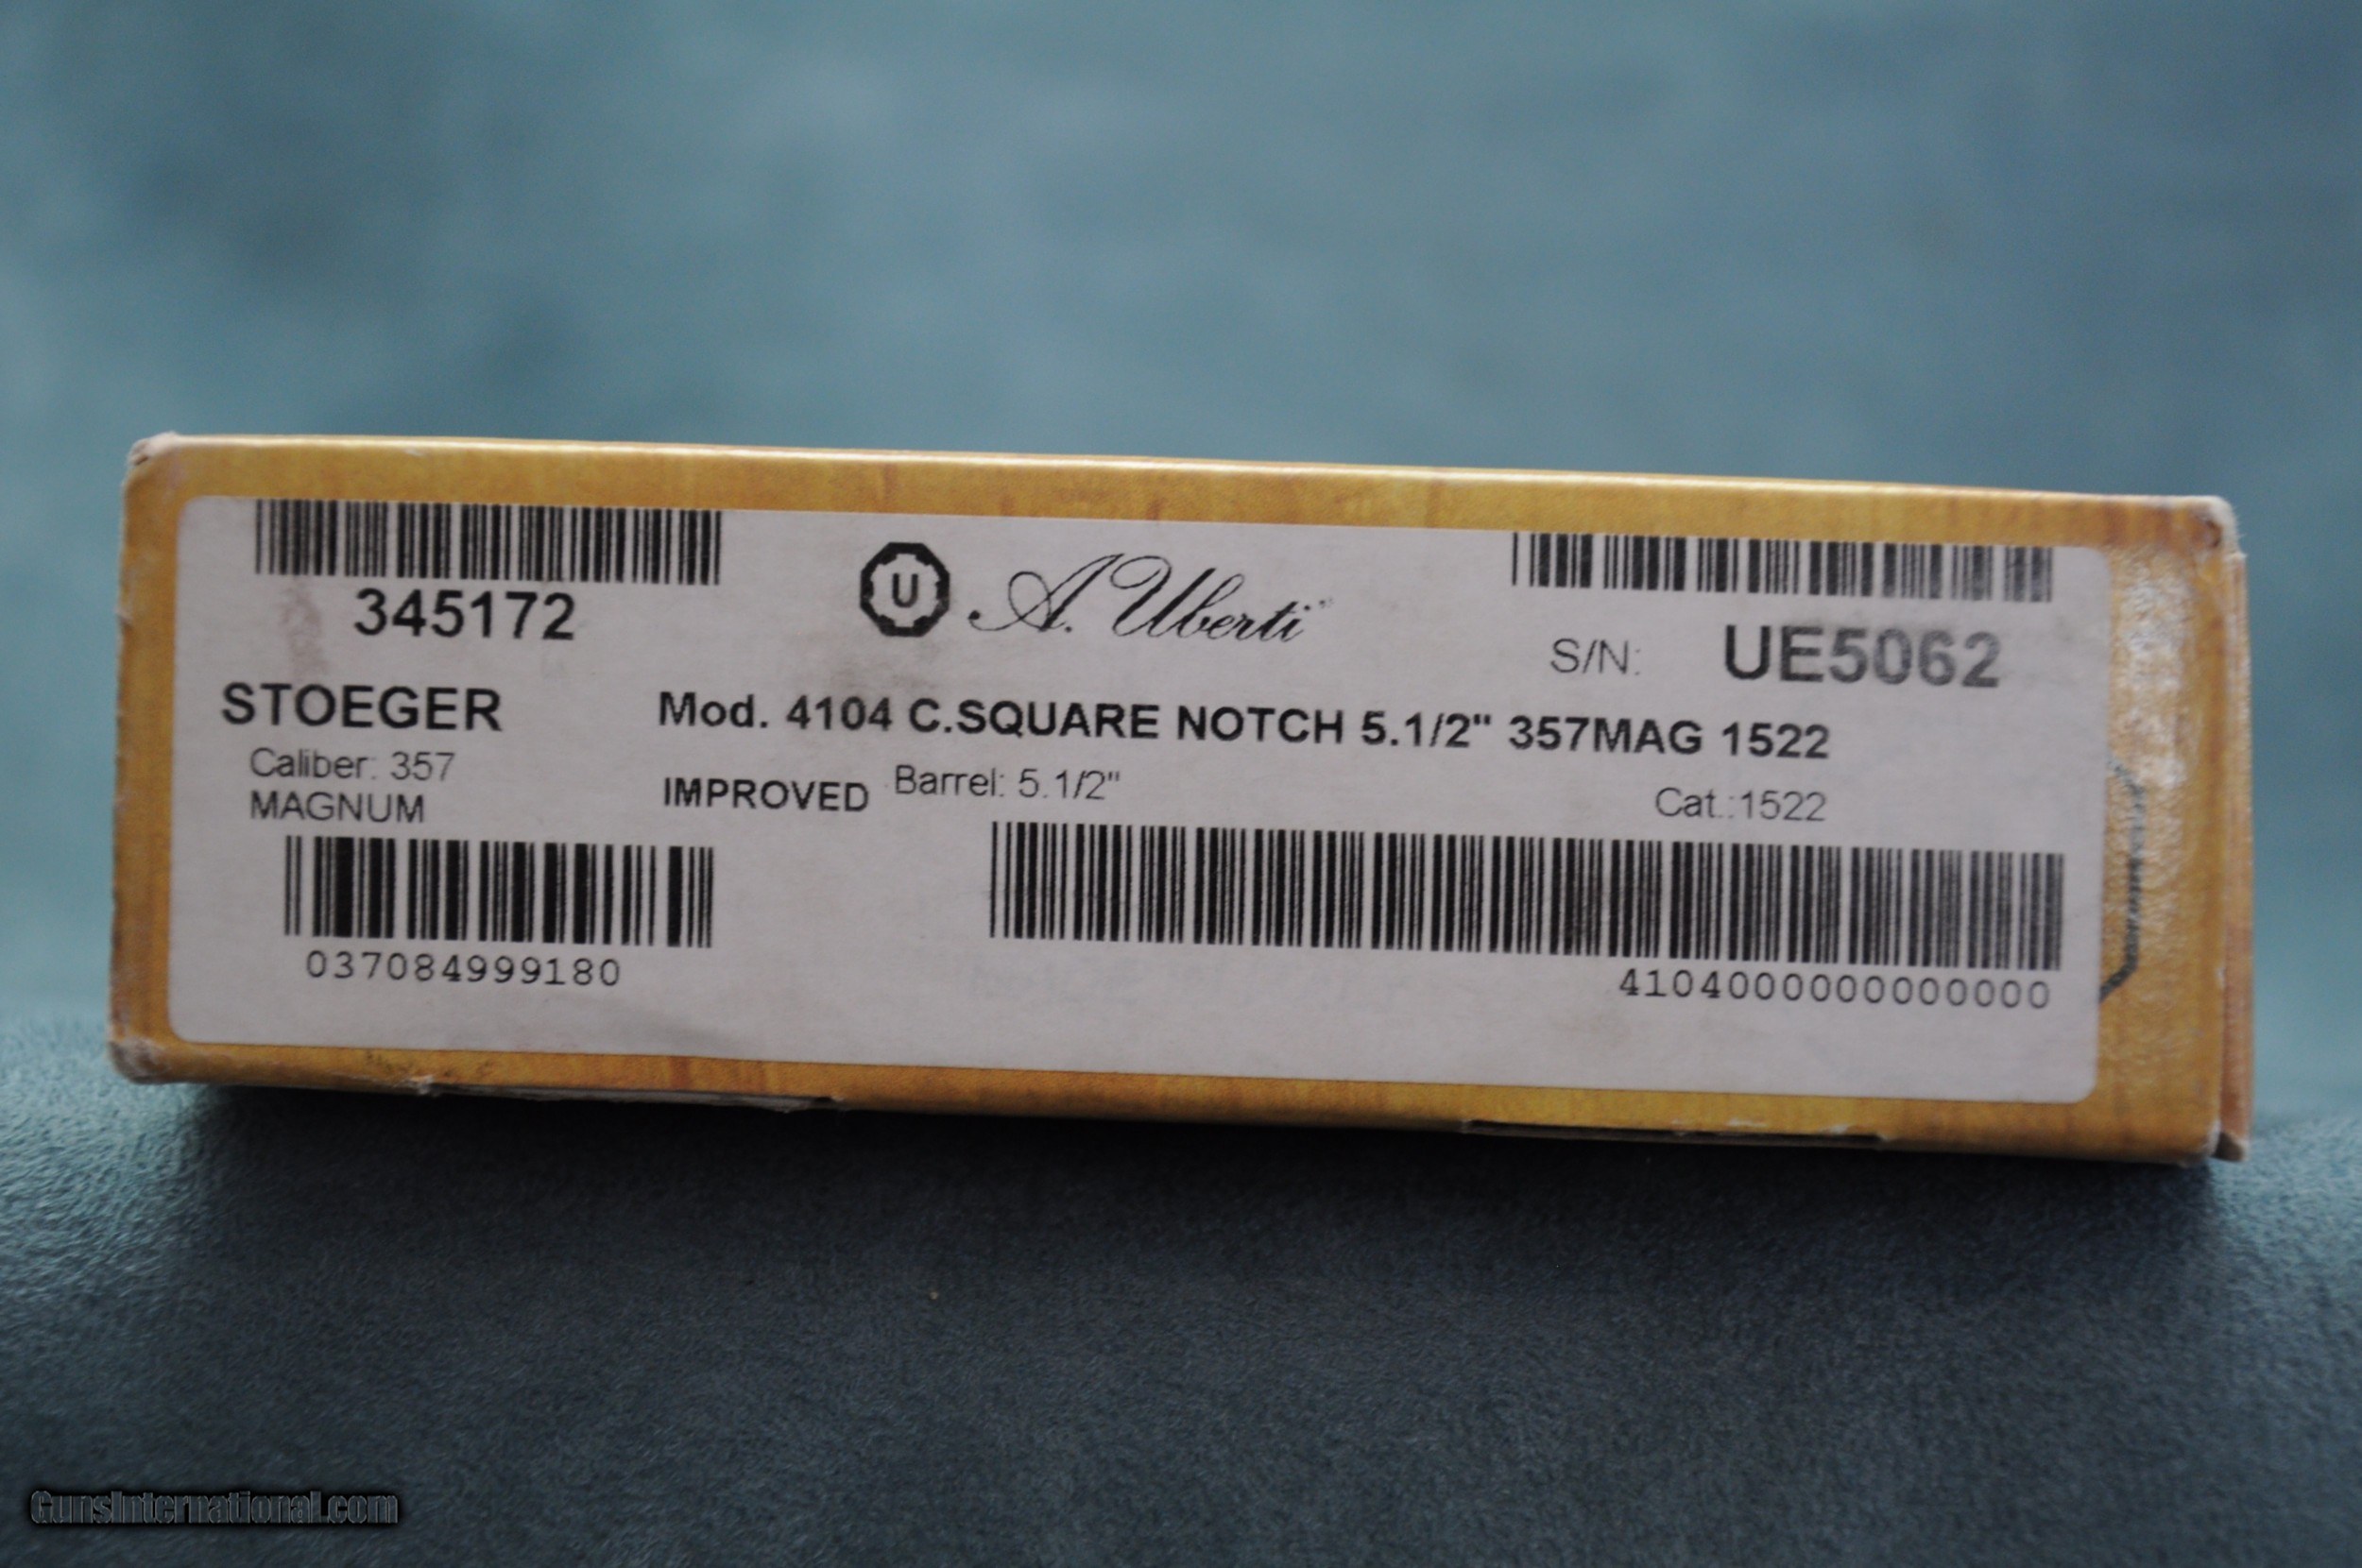 345172
U A. Uberti
S/N: UE5062
STOEGER
Mod. 4104 C.SQUARE NOTCH 5.1/2" 357MAG 1522
Caliber: 357
MAGNUM
IMPROVED Barrel: 5.1/2"
Cat.:1522
037084999180
4104000000000000
GunsInternational.com